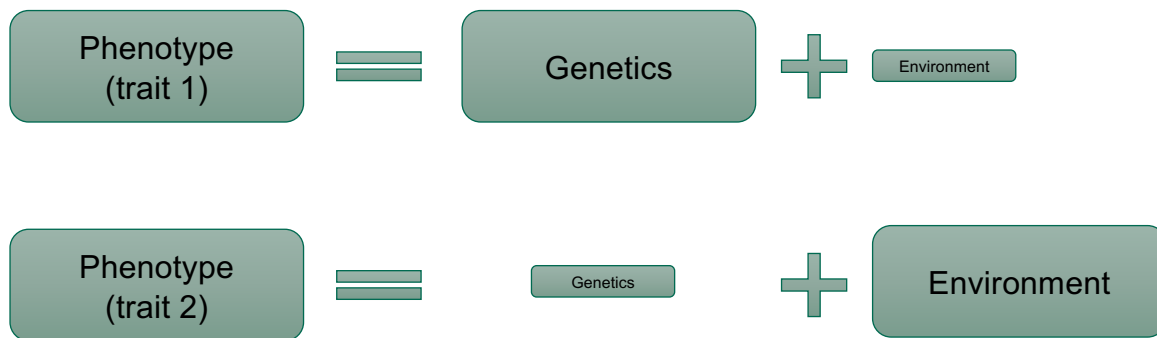 Phenotype
(trait 1)
Genetics
Environment
Phenotype
(trait 2)
Genetics
Environment